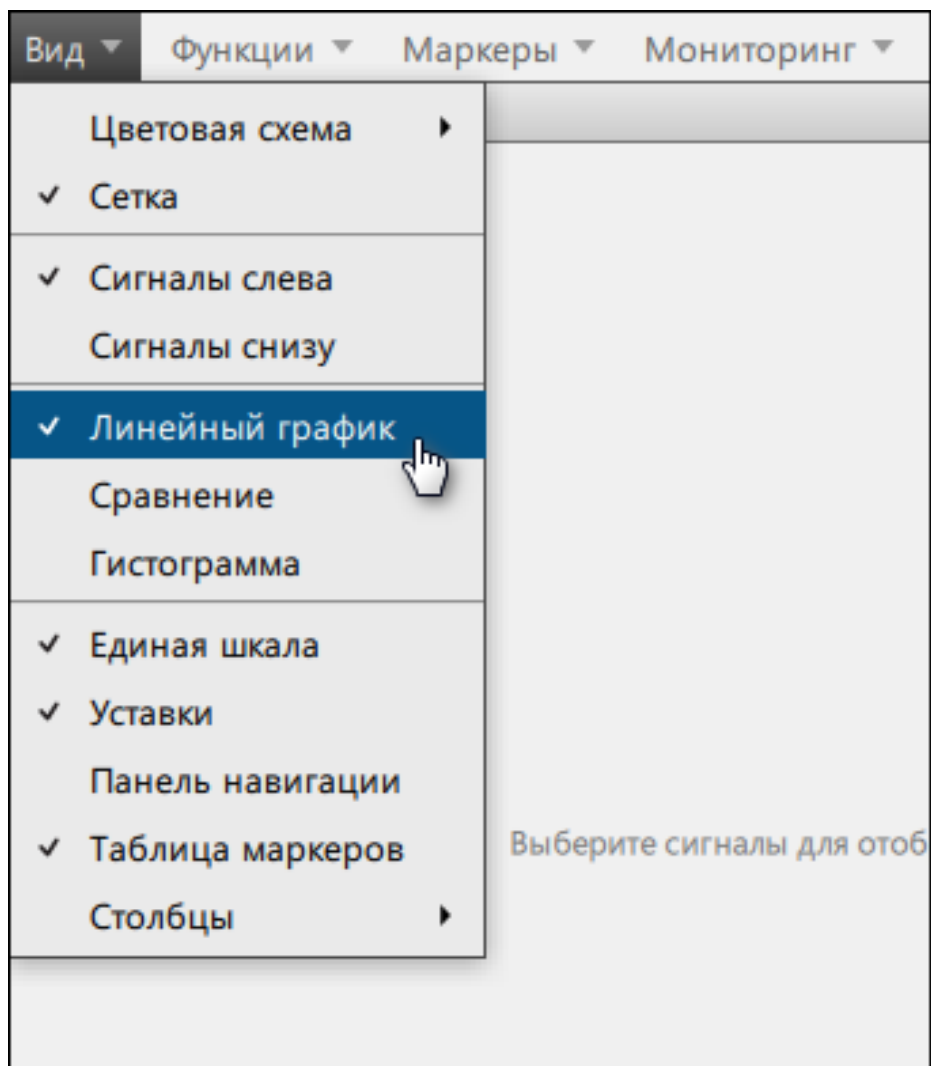 Вид Функции Маркеры Мониторинг
Цветовая схема
Сетка
Сигналы слева
Сигналы снизу
Линейный график
Сравнение
Гистограмма
Единая шкала
Уставки
Панель навигации
Таблица маркеров
Выберите сигналы для отоб
Столбцы